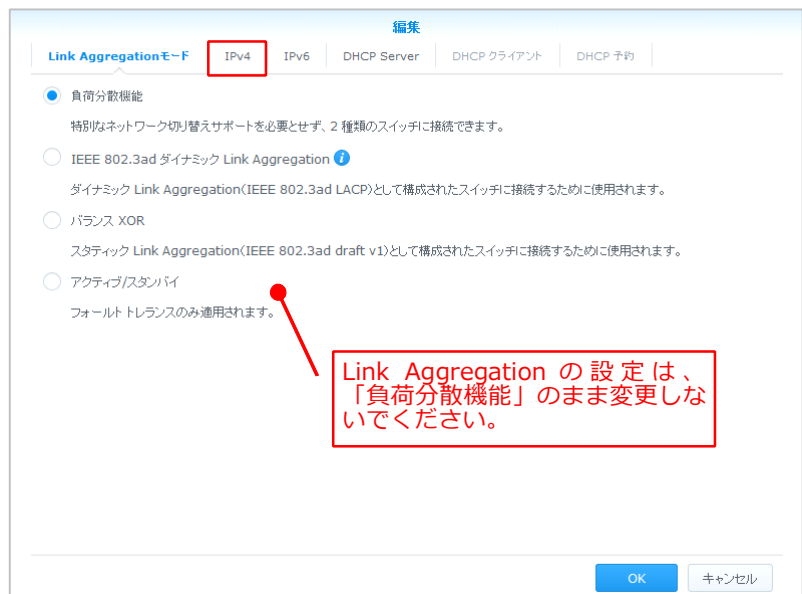 編集
Link Aggregationモード IPv4 IPv6 DHCP Server DHCP クライアント DHCP 予約
負荷分散機能
特別なネットワーク切り替えサポートを必要とせず、2 種類のスイッチに接続できます。
IEEE 802.3ad ダイナミック Link Aggregation i
ダイナミック Link Aggregation(IEEE 802.3ad LACP)として構成されたスイッチに接続するために使用されます。
バランス XOR
スタティック Link Aggregation(IEEE 802.3ad draft v1)として構成されたスイッチに接続するために使用されます。
アクティブ/スタンバイ
フォールト トレランスのみ適用されます。
Link Aggregation の設定は、
「負荷分散機能」のまま変更しな
いでください。
OK キャンセル